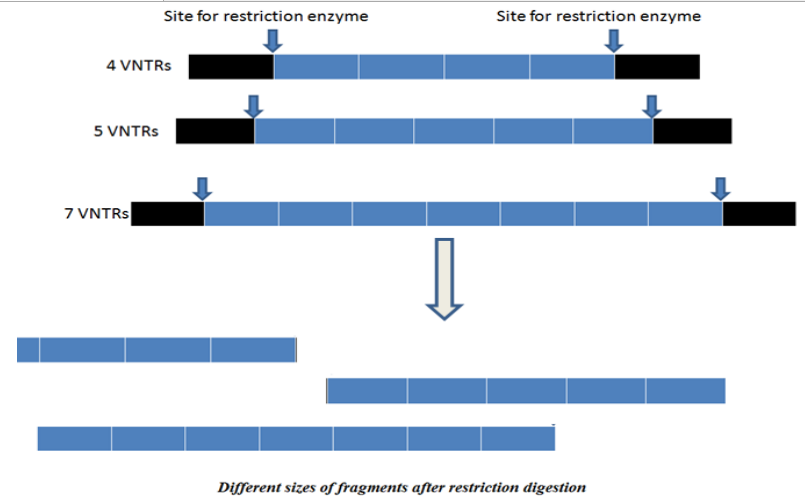 Site for restriction enzyme
Site for restriction enzyme
4 VNTRs
5 VNTRs
7 VNTRs
Different sizes of fragments after restriction digestion